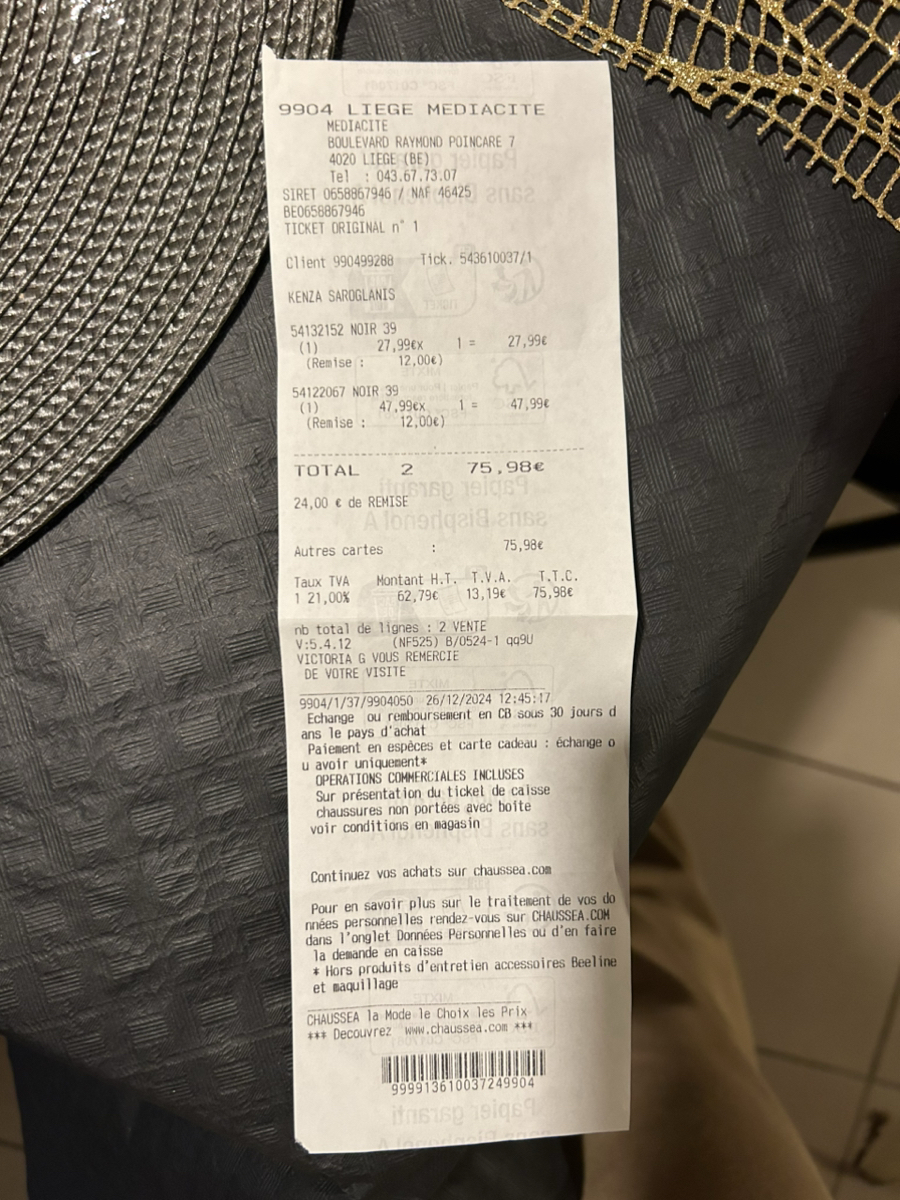 9904 LIEGE MEDIACITE
MEDIACITE
BOULEVARD RAYMOND POINCARE 7
4020 LIEGE (BE)
Tel : 043.67.73.07
SIRET 0658867946 / NAF 46425
BE0658867946
TICKET ORIGINAL n° 1
Client 990499288 Tick. 543610037/1
KENZA SAROGLANIS
54132152 NOIR 39
(1) 27,99€x 1 = 27,99€
(Remise : 12,00€)
54122067 NOIR 39
(1) 47,99€x 1 = 47,99€
(Remise : 12,00€)
TOTAL 2 75,98€
24,00 € de REMISE
Autres cartes : 75,98€
Taux TVA Montant H.T. T.V.A. T.T.C.
1 21,00% 62,79€ 13,19€ 75,98€
nb total de lignes : 2 VENTE
V:5.4.12 (NF525) B/0524-1 qq9U
VICTORIA G VOUS REMERCIE
DE VOTRE VISITE
9904/1/37/9904050 26/12/2024 12:45:17
Echange ou remboursement en CB sous 30 jours d
ans le pays d'achat
Paiement en espèces et carte cadeau : échange o
u avoir uniquement*
OPERATIONS COMMERCIALES INCLUSES
Sur présentation du ticket de caisse
chaussures non portées avec boite
voir conditions en magasin
Continuez vos achats sur chaussea.com
Pour en savoir plus sur le traitement de vos do
nnées personnelles rendez-vous sur CHAUSSEA.COM
dans l'onglet Données Personnelles ou d'en faire
la demande en caisse
* Hors produits d'entretien accessoires Beeline
et maquillage
CHAUSSEA la Mode le Choix les Prix
*** Decouvrez www.chaussea.com ***
999913610037249904